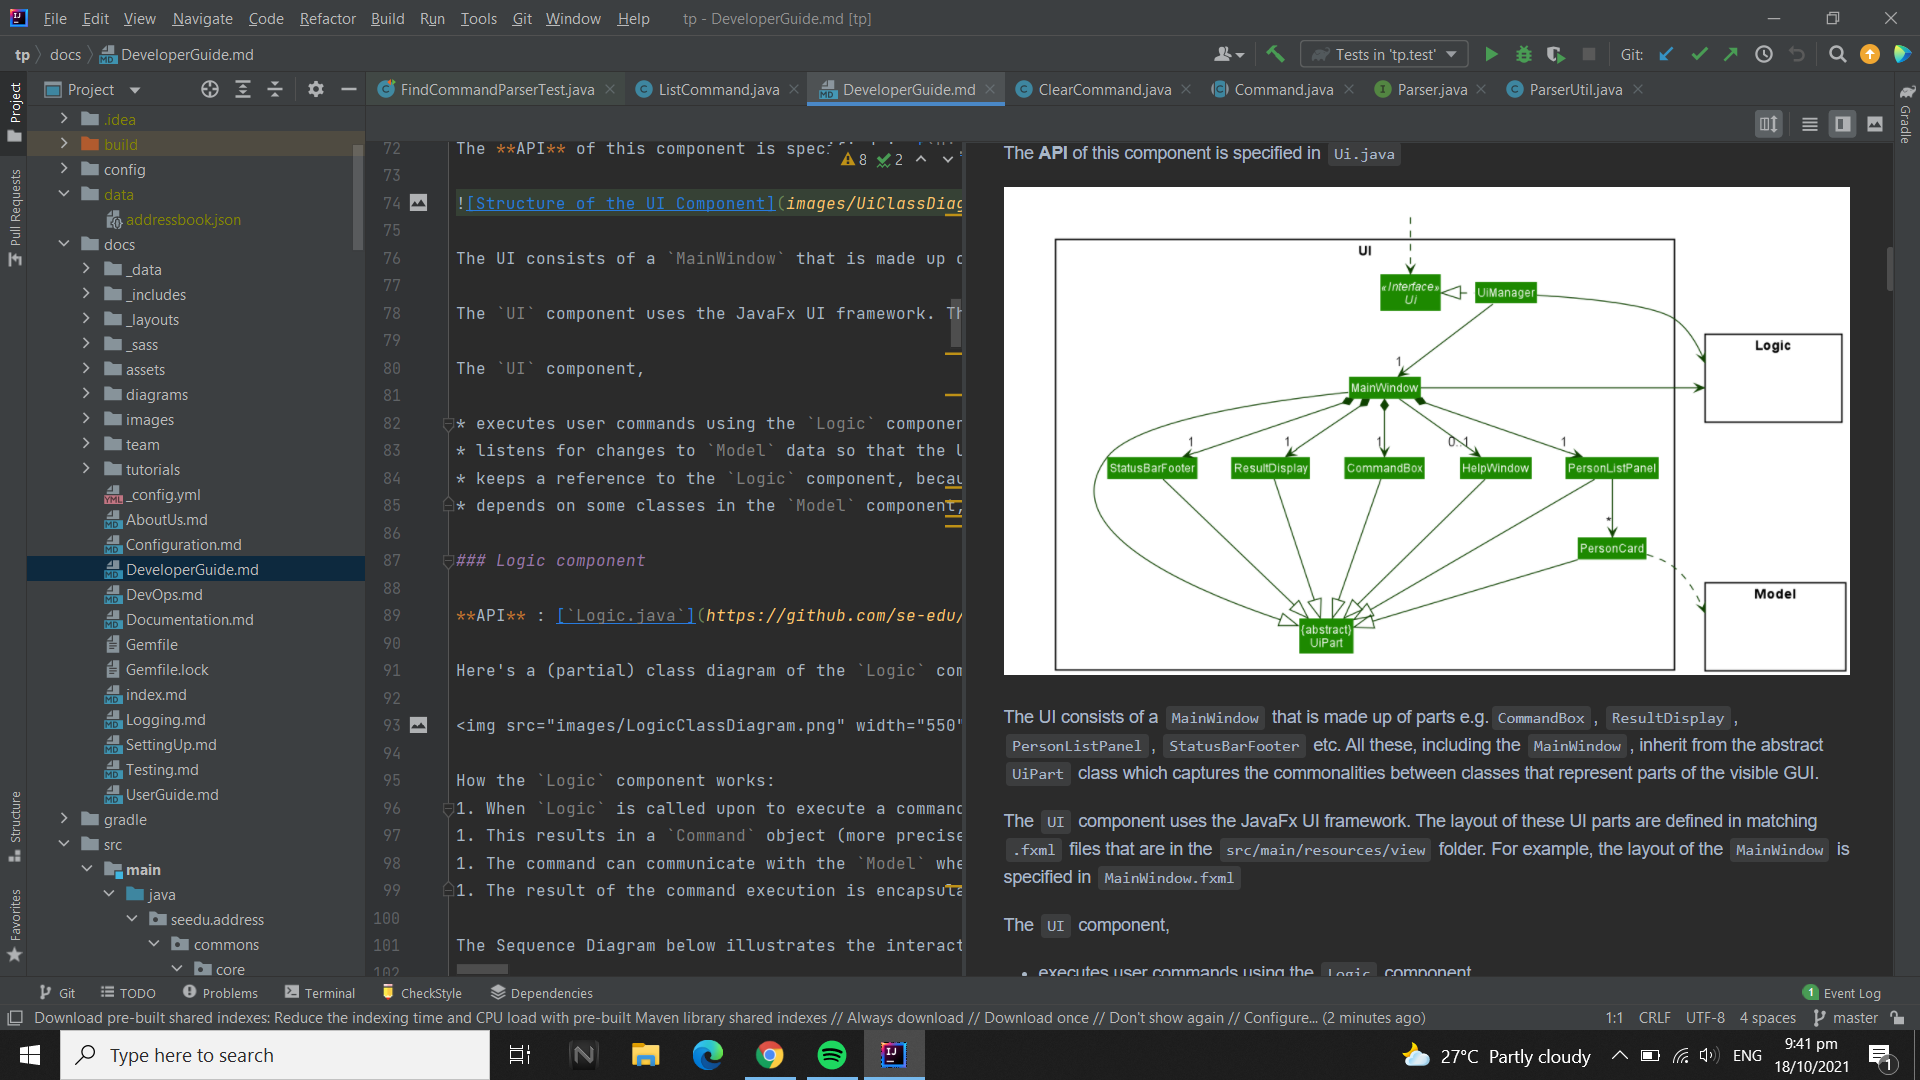 File Edit View Navigate Code Refactor Build Run Tools Git Window Help tp - DeveloperGuide.md [tp]
tp docs DeveloperGuide.md
Tests in 'tp.test' Git:
Project
FindCommandParserTest.java ListCommand.java DeveloperGuide.md ClearCommand.java Command.java Parser.java ParserUtil.java
Project
Pull Requests
Structure
Favorites
Gradle
.idea
build
config
data
addressbook.json
docs
_data
_includes
_layouts
_sass
assets
diagrams
images
team
tutorials
_config.yml
AboutUs.md
Configuration.md
DeveloperGuide.md
DevOps.md
Documentation.md
Gemfile
Gemfile.lock
index.md
Logging.md
SettingUp.md
Testing.md
UserGuide.md
gradle
src
main
java
seedu.address
commons
core
8 2
72 The **API** of this component is speci
73
74 ![Structure of the UI Component](images/UiClassDiag
75
76 The UI consists of a `MainWindow` that is made up o
77
78 The `UI` component uses the JavaFx UI framework. Th
79
80 The `UI` component,
81
82 * executes user commands using the `Logic` componen
83 * listens for changes to `Model` data so that the U
84 * keeps a reference to the `Logic` component, becau
85 * depends on some classes in the `Model` component,
86
87 ### Logic component
88
89 **API** : [`Logic.java`](https://github.com/se-edu/
90
91 Here's a (partial) class diagram of the `Logic` com
92
93 <img src="images/LogicClassDiagram.png" width="550"
94
95 How the `Logic` component works:
96 1. When `Logic` is called upon to execute a command
97 1. This results in a `Command` object (more precise
98 1. The command can communicate with the `Model` whe
99 1. The result of the command execution is encapsula
100
101 The Sequence Diagram below illustrates the interact
102
The API of this component is specified in Ui.java
UI
«Interface»
Ui
UiManager
Logic
1
MainWindow
1 1 1 0..1 1
StatusBarFooter ResultDisplay CommandBox HelpWindow PersonListPanel
*
PersonCard
Model
{abstract}
UiPart
The UI consists of a MainWindow that is made up of parts e.g. CommandBox , ResultDisplay ,
PersonListPanel , StatusBarFooter etc. All these, including the MainWindow , inherit from the abstract
UiPart class which captures the commonalities between classes that represent parts of the visible GUI.
The UI component uses the JavaFx UI framework. The layout of these UI parts are defined in matching
.fxml files that are in the src/main/resources/view folder. For example, the layout of the MainWindow is
specified in MainWindow.fxml
The UI component,
• executes user commands using the Logic component
Git TODO Problems Terminal CheckStyle Dependencies 1 Event Log
Download pre-built shared indexes: Reduce the indexing time and CPU load with pre-built Maven library shared indexes // Always download // Download once // Don't show again // Configure... (2 minutes ago) 1:1 CRLF UTF-8 4 spaces master
Type here to search
27°C Partly cloudy ENG
9:41 pm
18/10/2021
1